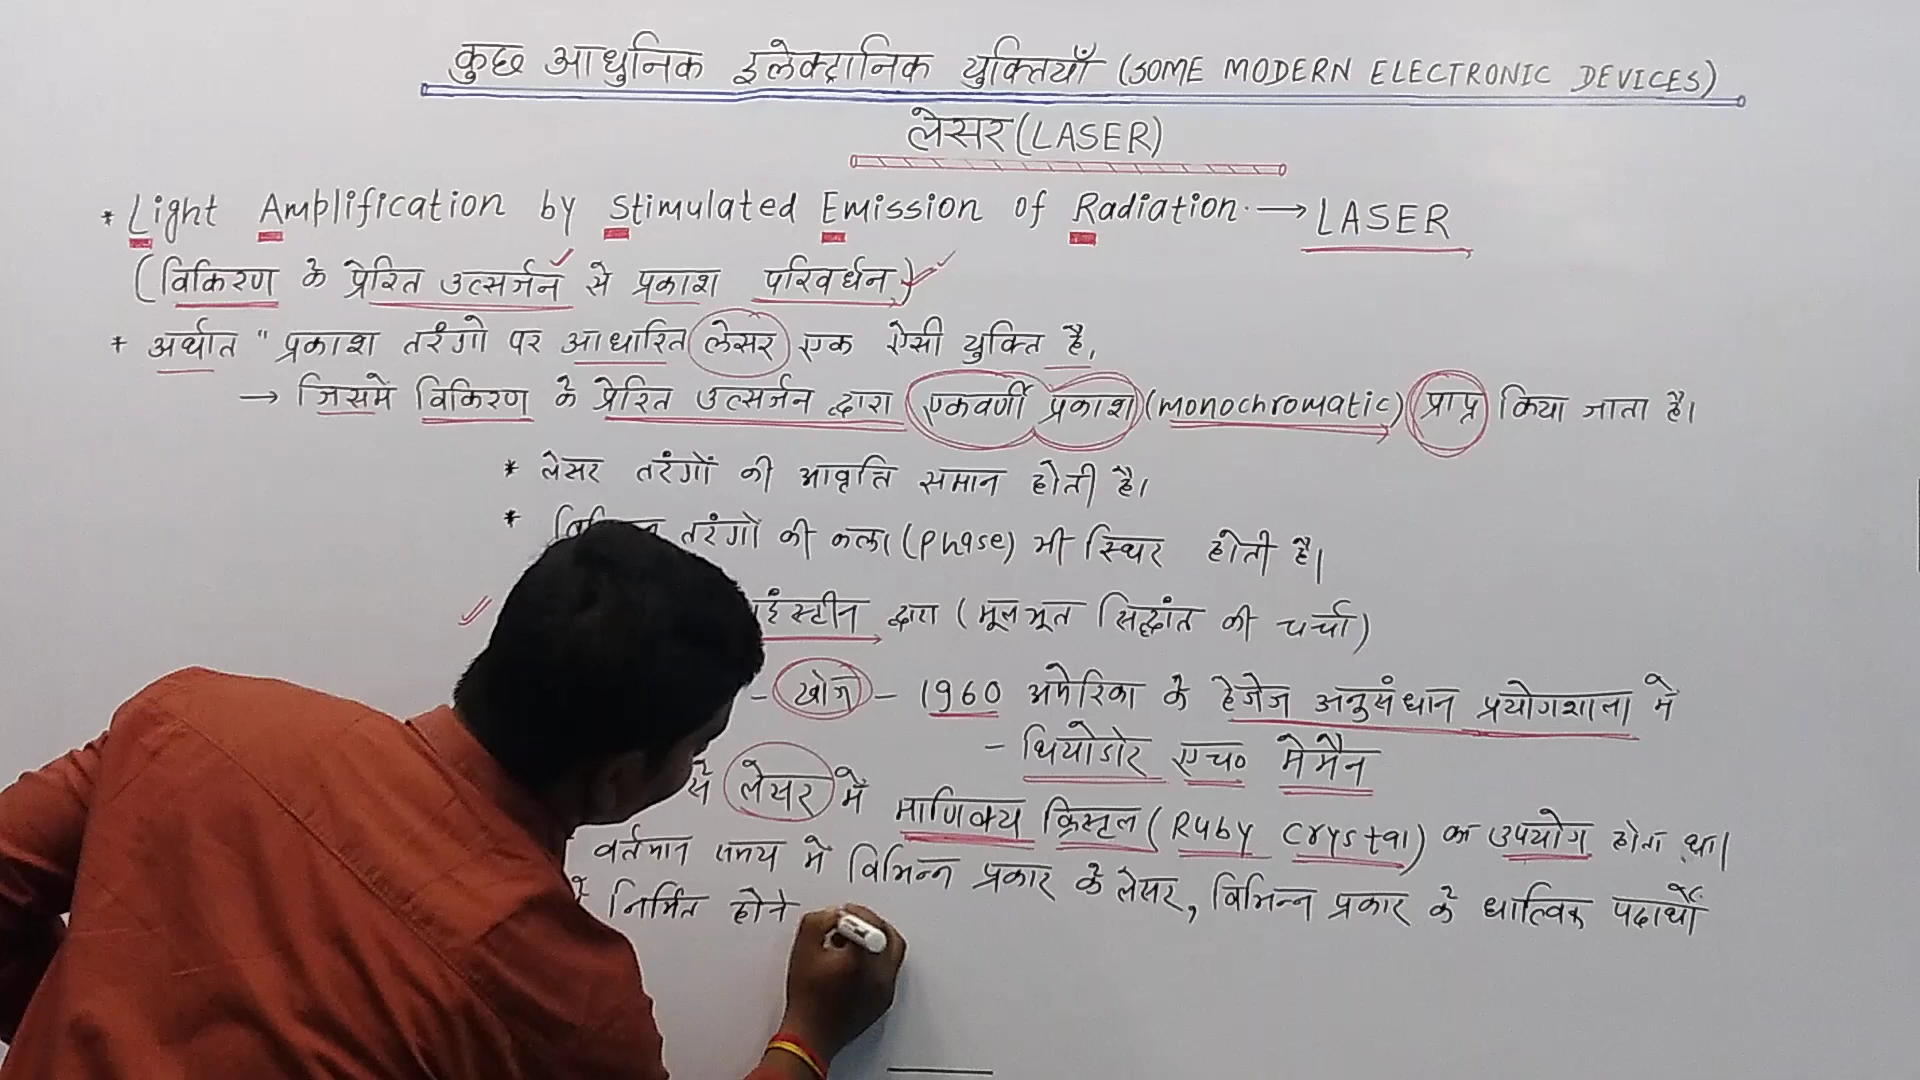 कुछ आधुनिक इलेक्ट्रानिक युक्तियाँ (SOME MODERN ELECTRONIC DEVICES)
लेसर (LASER)
* Light Amplification by Stimulated Emission of Radiation. → LASER
(विकिरण के प्रेरित उत्सर्जन से प्रकाश परिवर्धन)
* अर्थात " प्रकाश तरंगो पर आधारित लेसर एक ऐसी युक्ति है,
→ जिसमे विकिरण के प्रेरित उत्सर्जन द्वारा एकवर्णी प्रकाश (monochromatic) प्राप्त किया जाता है।
* लेसर तरंगों की आवृत्ति समान होती है।
* तरंगो की कला (Phase) भी स्थिर होती है।
द्वारा (मूलभूत सिद्धांत की चर्चा)
- खोज - 1960 अमेरिका के हेजेज अनुसंधान प्रयोगशाला मे
- थियोडोर एच० मेमैन
लेसर में माणिक्य क्रिस्टल (Ruby Crystal) का उपयोग होता था।
वर्तमान समय मे विभिन्न प्रकार के लेसर, विभिन्न प्रकार के धात्विक पदार्थों
निर्मित होने